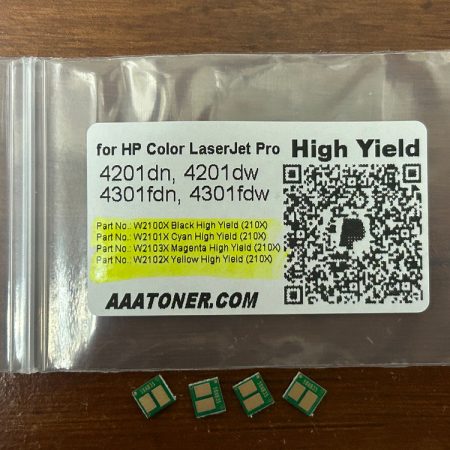 for HP Color LaserJet Pro High Yield
4201dn, 4201dw
4301fdn, 4301fdw
Part No.: W2100X Black High Yield (210X)
Part No.: W2101X Cyan High Yield (210X)
Part No.: W2103X Magenta High Yield (210X)
Part No.: W2102X Yellow High Yield (210X)
AAATONER.COM